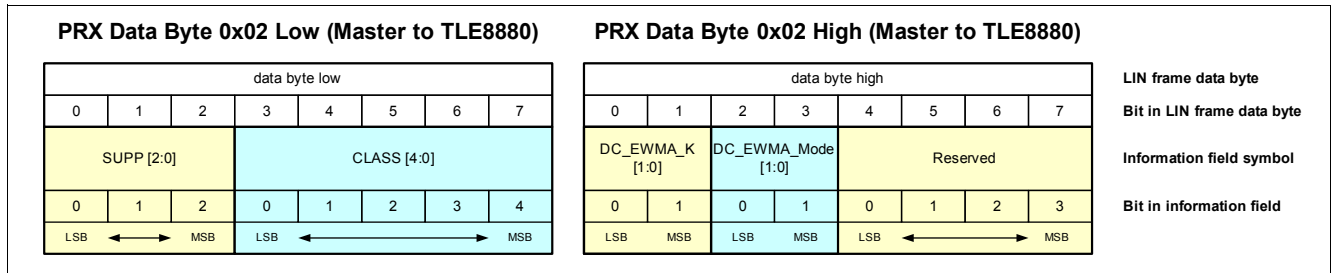 PRX Data Byte 0x02 Low (Master to TLE8880) PRX Data Byte 0x02 High (Master to TLE8880)
data byte low data byte high LIN frame data byte
0 1 2 3 4 5 6 7 0 1 2 3 4 5 6 7 Bit in LIN frame data byte
SUPP [2:0] CLASS [4:0] DC_EWMA_K [1:0] DC_EWMA_Mode [1:0] Reserved Information field symbol
0 1 2 0 1 2 3 4 0 1 0 1 0 1 2 3 Bit in information field
LSB MSB LSB MSB LSB MSB LSB MSB LSB MSB